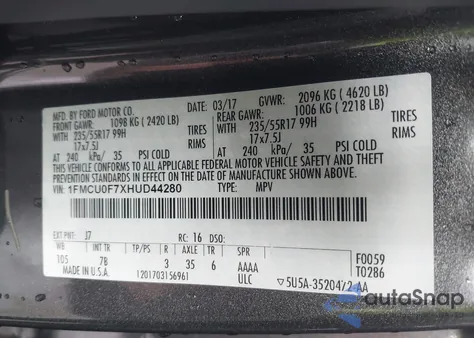 MFD. BY FORD MOTOR CO.
03/17 GVWR: 2096 KG ( 4620 LB)
FRONT GAWR: 1098 KG ( 2420 LB) REAR GAWR: 1006 KG ( 2218 LB)
235/55R17 99H TIRES 235/55R17 99H TIRES
17x7.5J RIMS 17x7.5J RIMS
AT 240 kPa/ 35 PSI COLD AT 240 kPa/ 35 PSI COLD
THIS VEHICLE CONFORMS TO ALL APPLICABLE FEDERAL MOTOR VEHICLE SAFETY AND THEFT
PREVENTION STANDARDS IN EFFECT ON THE DATE OF MANUFACTURE SHOWN ABOVE.
VIN: 1FMCU0F7XHUD44280 TYPE: MPV
EXT PNT: J7 RC: 16 DSO:
WB INT TR TP/PS R AXLE TR SPR F0059
105 7B 3 35 6 AAAA T0286
MADE IN U.S.A. 1201703156961 ULC 5U5A-3520472-AA
autoSnap